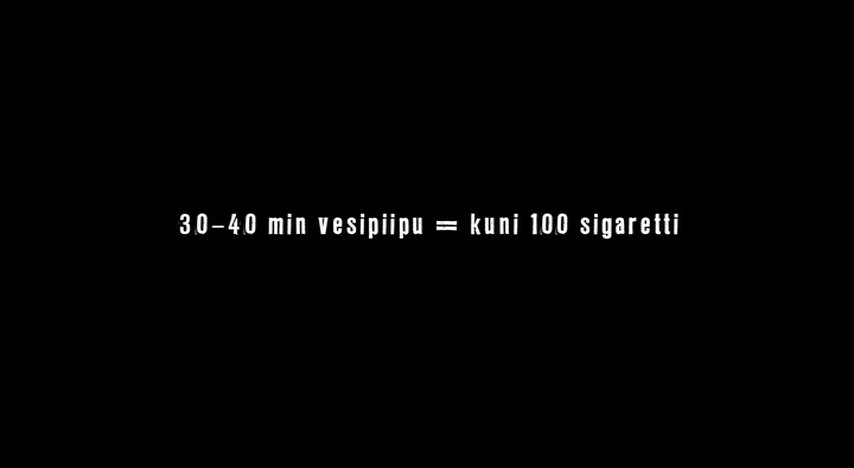 30–40 min vesipiipu = kuni 100 sigaretti